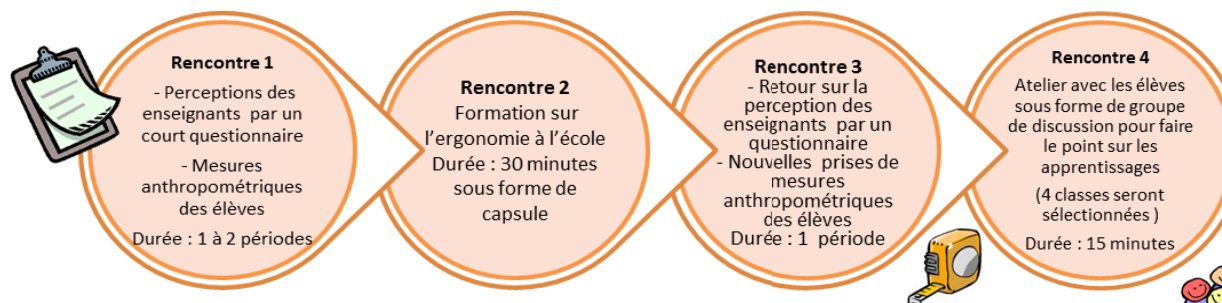 Rencontre 1
- Perceptions des
enseignants par un
court questionnaire
- Mesures
anthropométriques
des élèves
Durée : 1 à 2 périodes
Rencontre 2
Formation sur
l’ergonomie à l’école
Durée : 30 minutes
sous forme de
capsule
Rencontre 3
- Retour sur la
perception des
enseignants par un
questionnaire
- Nouvelles prises de
mesures
anthropométriques
des élèves
Durée : 1 période
Rencontre 4
Atelier avec les élèves
sous forme de groupe
de discussion pour faire
le point sur les
apprentissages
(4 classes seront
sélectionnées )
Durée : 15 minutes